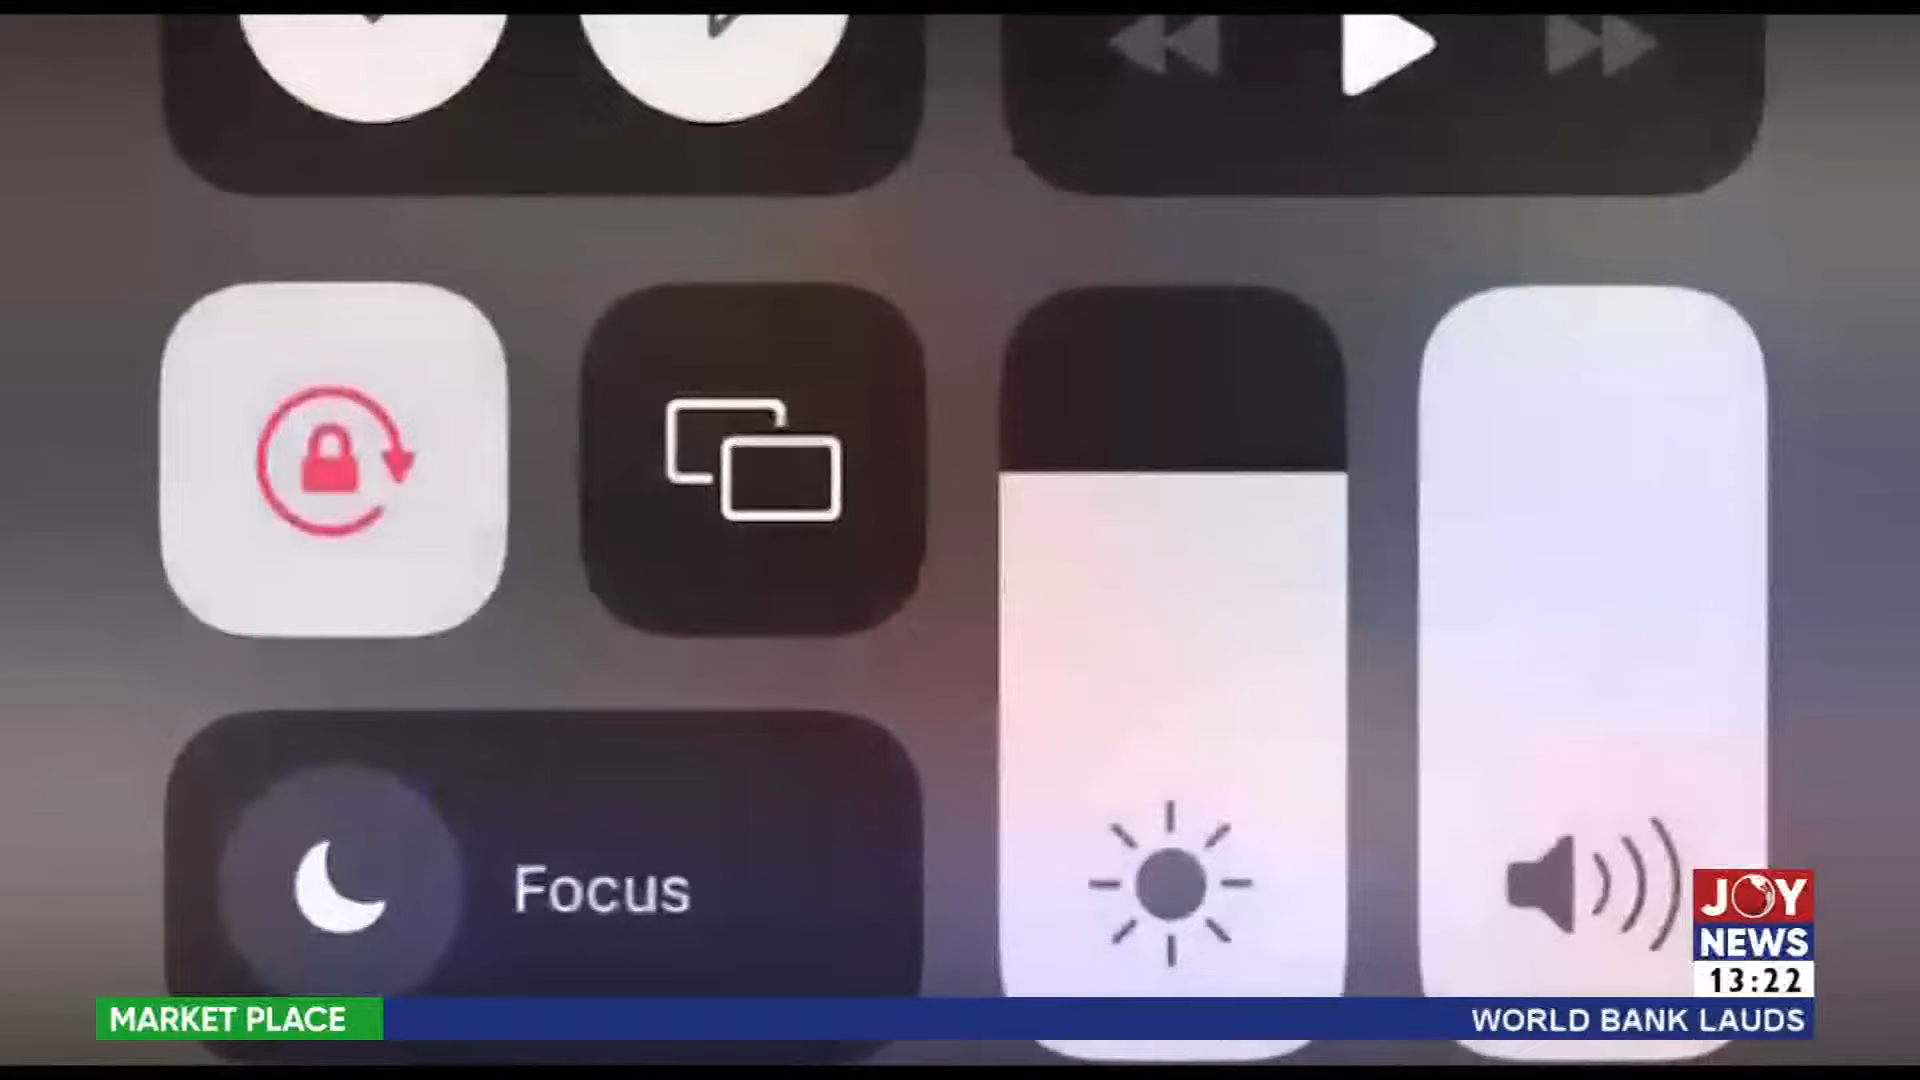 Focus
JOY
NEWS
13:22
MARKET PLACE
WORLD BANK LAUDS